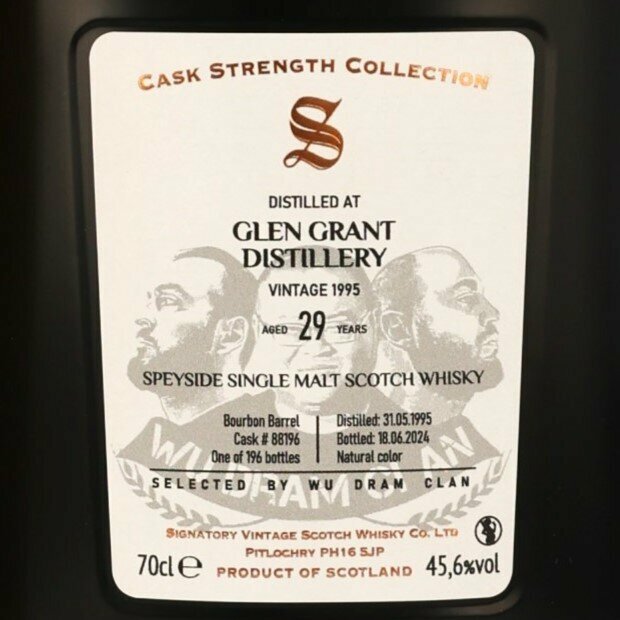 CASK STRENGTH COLLECTION
S
DISTILLED AT
GLEN GRANT
DISTILLERY
VINTAGE 1995
AGED 29 YEARS
SPEYSIDE SINGLE MALT SCOTCH WHISKY
Bourbon Barrel
Cask # 88196
One of 196 bottles
Distilled: 31.05.1995
Bottled: 18.06.2024
Natural color
WU DRAM CLAN
SELECTED BY WU DRAM CLAN
SIGNATORY VINTAGE SCOTCH WHISKY CO. LTD
PITLOCHRY PH16 5JP
70cl e PRODUCT OF SCOTLAND 45,6%vol